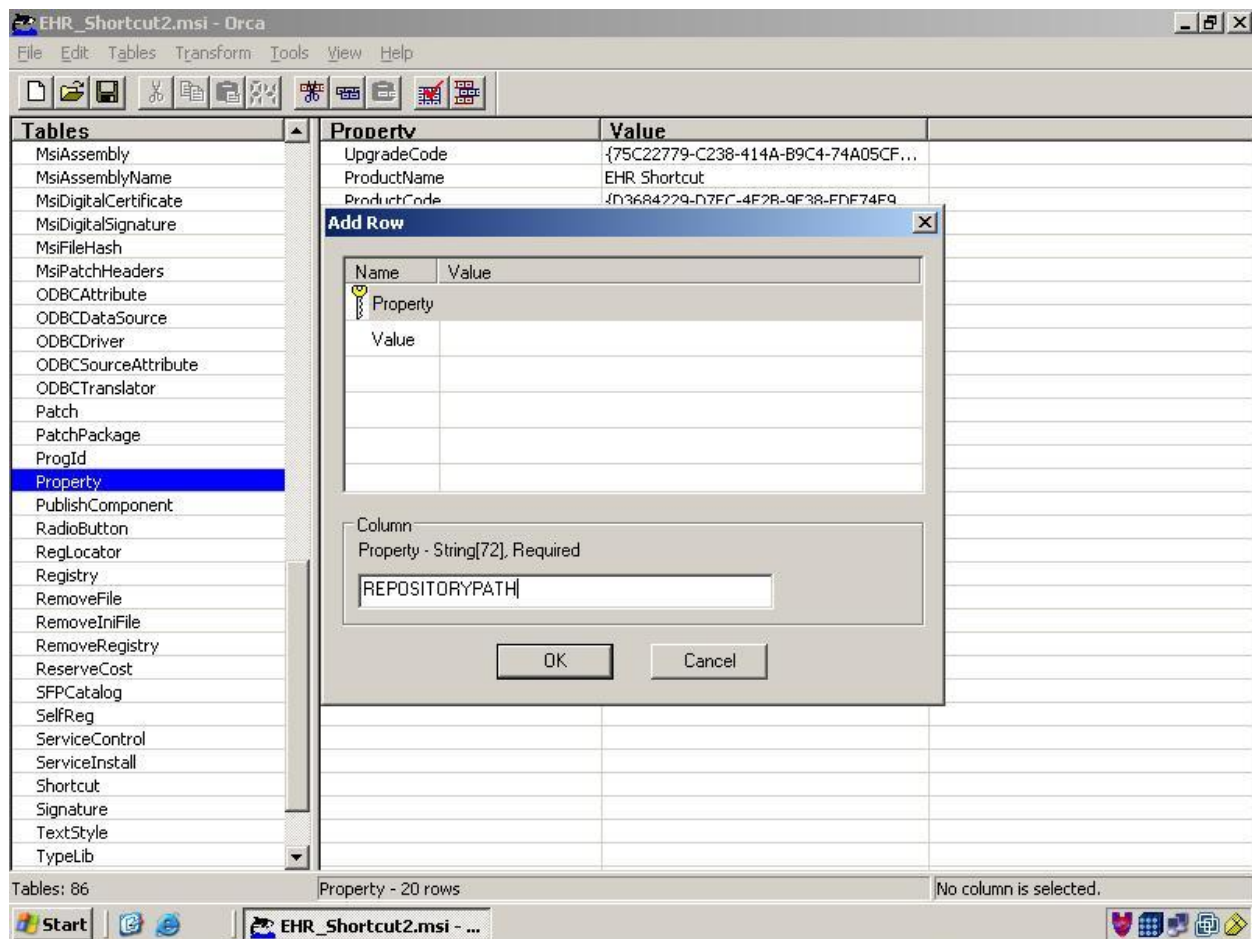 EHR_Shortcut2.msi - Orca
File Edit Tables Transform Tools View Help
Tables
MsiAssembly
MsiAssemblyName
MsiDigitalCertificate
MsiDigitalSignature
MsiFileHash
MsiPatchHeaders
ODBCAttribute
ODBCDataSource
ODBCDriver
ODBCSourceAttribute
ODBCTranslator
Patch
PatchPackage
ProgId
Property
PublishComponent
RadioButton
RegLocator
Registry
RemoveFile
RemoveIniFile
RemoveRegistry
ReserveCost
SFPCatalog
SelfReg
ServiceControl
ServiceInstall
Shortcut
Signature
TextStyle
TypeLib
Property Value
UpgradeCode {75C22779-C238-414A-B9C4-74A05CF...
ProductName EHR Shortcut
ProductCode
Add Row
Name Value
Property
Value
Column
Property - String[72], Required
REPOSITORYPATH
OK Cancel
Tables: 86 Property - 20 rows No column is selected.
Start EHR_Shortcut2.msi - ...